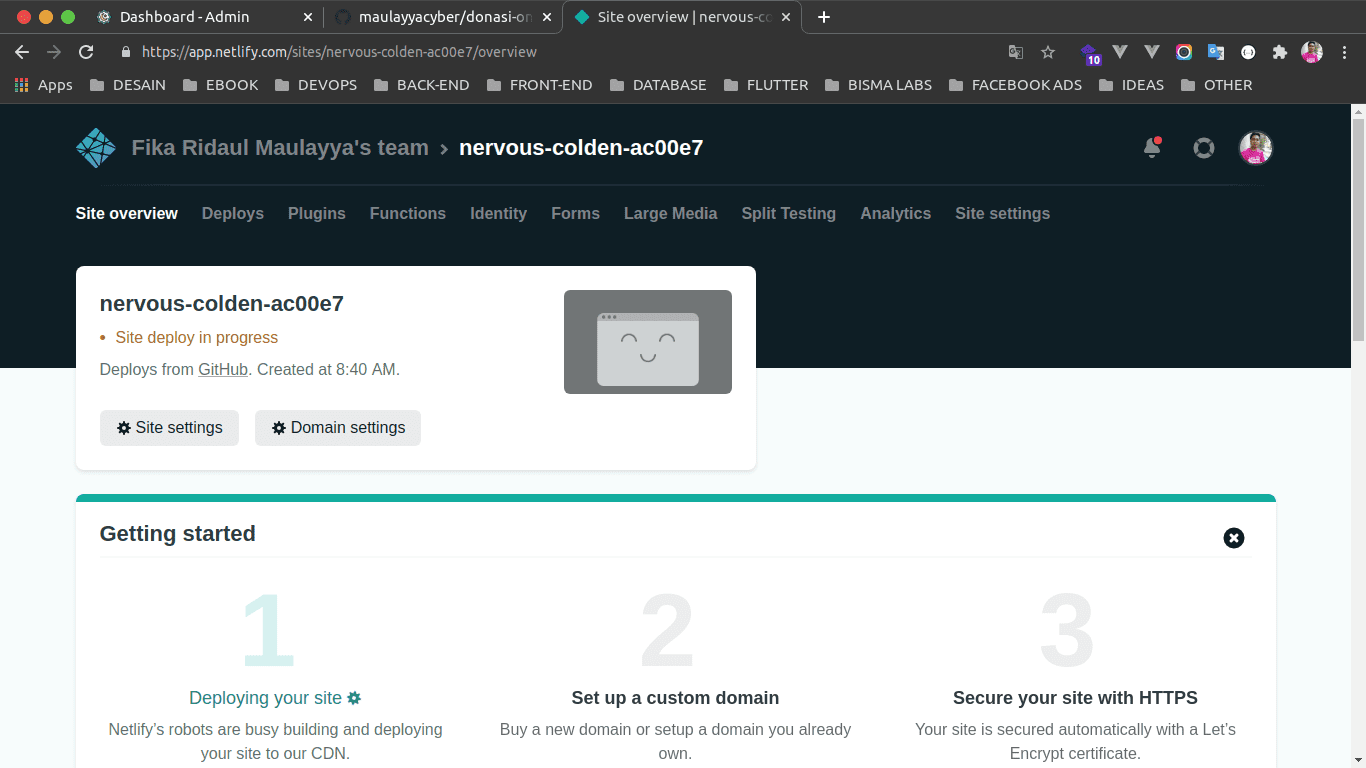 Dashboard - Admin
maulayyacyber/donasi-on
Site overview | nervous-co
https://app.netlify.com/sites/nervous-colden-ac00e7/overview
10
Apps DESAIN EBOOK DEVOPS BACK-END FRONT-END DATABASE FLUTTER BISMA LABS FACEBOOK ADS IDEAS OTHER
Fika Ridaul Maulayya's team › nervous-colden-ac00e7
Site overview Deploys Plugins Functions Identity Forms Large Media Split Testing Analytics Site settings
nervous-colden-ac00e7
• Site deploy in progress
Deploys from GitHub. Created at 8:40 AM.
Site settings Domain settings
Getting started
1
Deploying your site
Netlify’s robots are busy building and deploying
your site to our CDN.
2
Set up a custom domain
Buy a new domain or setup a domain you already
own.
3
Secure your site with HTTPS
Your site is secured automatically with a Let’s
Encrypt certificate.